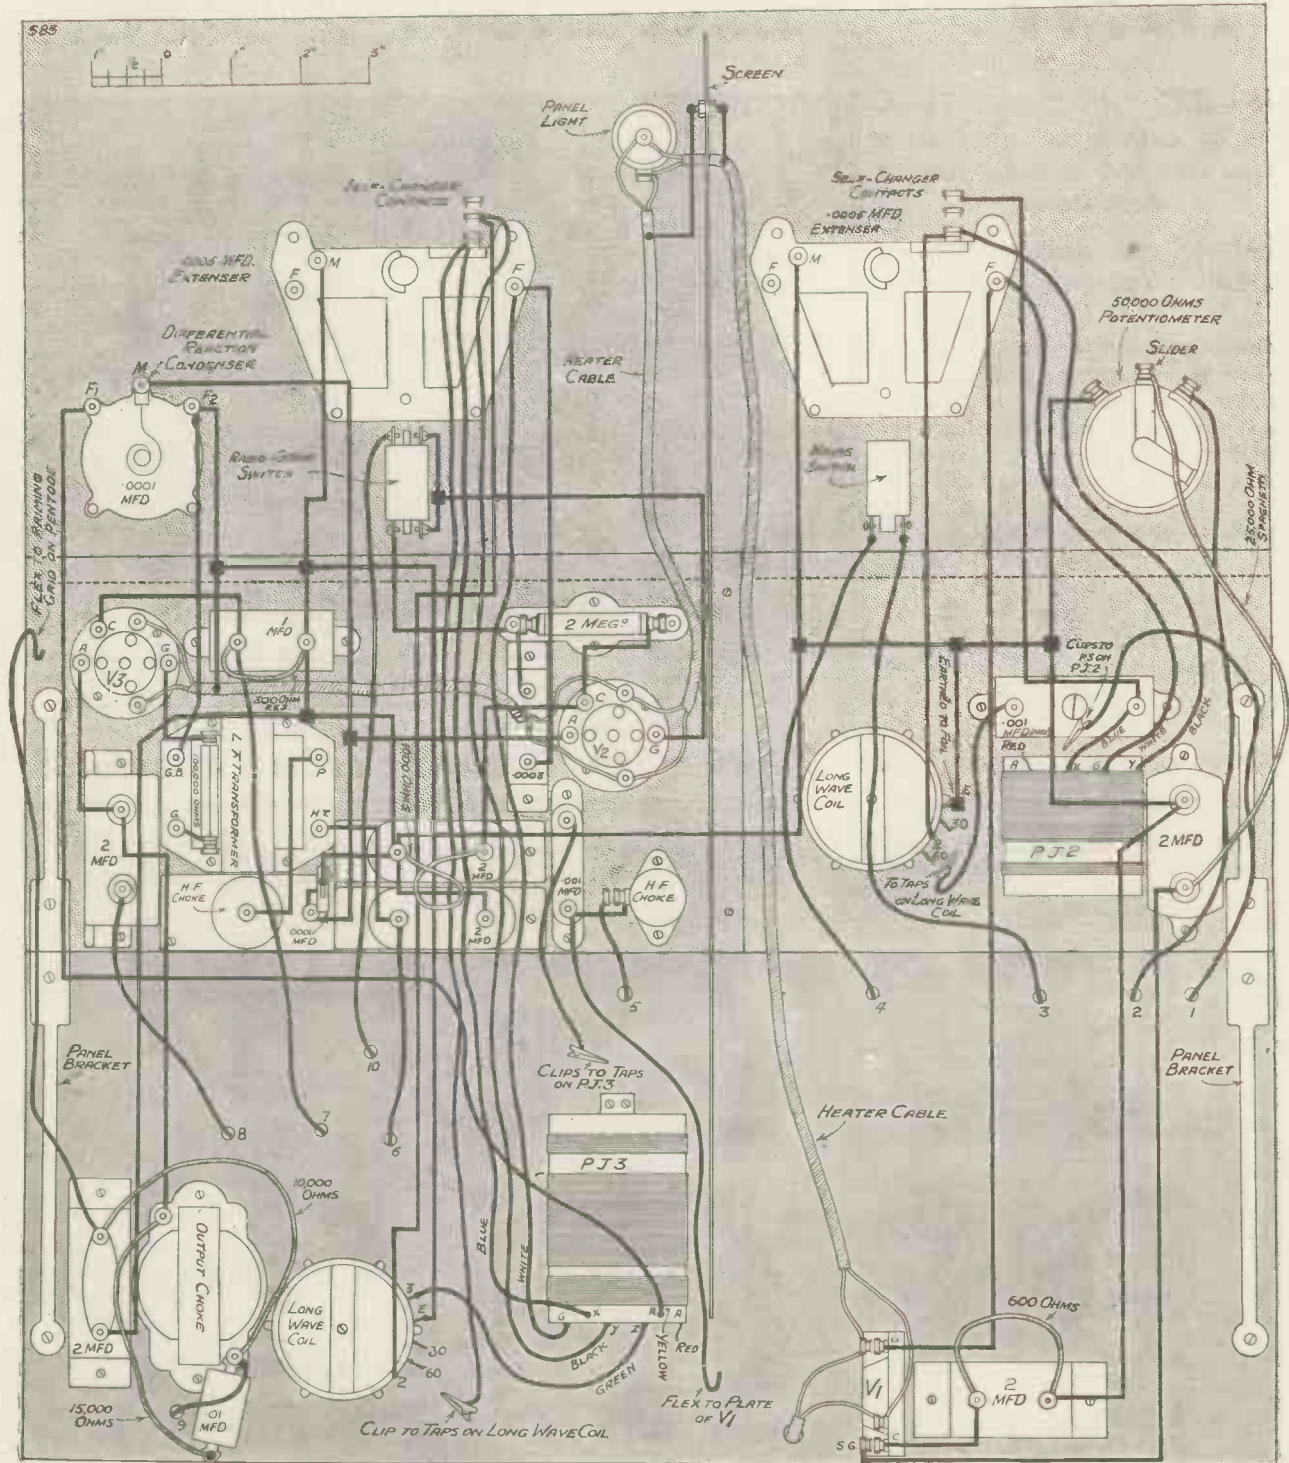 585
1" ½ 0 1" 2" 3"
SCREEN
PANEL
LIGHT
CHANGER
CONTACTS
.0005 MFD.
EXTENSER
M
F
F
CHANGER
CONTACTS
.0005 MFD.
EXTENSER
M
F
F
50,000 OHMS
POTENTIOMETER
SLIDER
DIFFERENTIAL
REACTION
CONDENSER
M
F1
F2
.0001
MFD
HEATER
CABLE
RADIO-GRAM
SWITCH
MAINS
SWITCH
25,000 OHM
SPAGHETTI
FLEX TO PRIMING
GRID ON PENTODE
C
A
G
V3
1
MFD
2 MEGΩ
C
A
V2
G
.0003
300 OHM
RES.
1000 OHMS
EARTHED TO FOIL
CLIPS TO
P.J.2
.001
MFD
RED
BLUE
WHITE
BLACK
A
X
G
Y
G.B.
G
100,000 OHMS
L.F. TRANSFORMER
P
H.T.
LONG
WAVE
COIL
30
P.J.2
2 MFD
2
MFD
H F
CHOKE
.0001
MFD
2
MFD
2
MFD
.001
MFD
H F
CHOKE
TO TAPS
ON LONG WAVE
COIL
5
4
3
2
1
PANEL
BRACKET
10
CLIPS TO TAPS
ON P.J.3
PANEL
BRACKET
8
7
6
HEATER CABLE
P J 3
10,000
OHMS
OUTPUT CHOKE
BLUE
WHITE
G
X
Y
Z
R
A
BLACK
GREEN
YELLOW
RED
LONG
WAVE
COIL
3
E
30
60
2
600 OHMS
2 MFD
15,000
OHMS
9
.01
MFD
CLIP TO TAPS ON LONG WAVE COIL
FLEX TO PLATE
OF V1
V1
S G
C
2
MFD